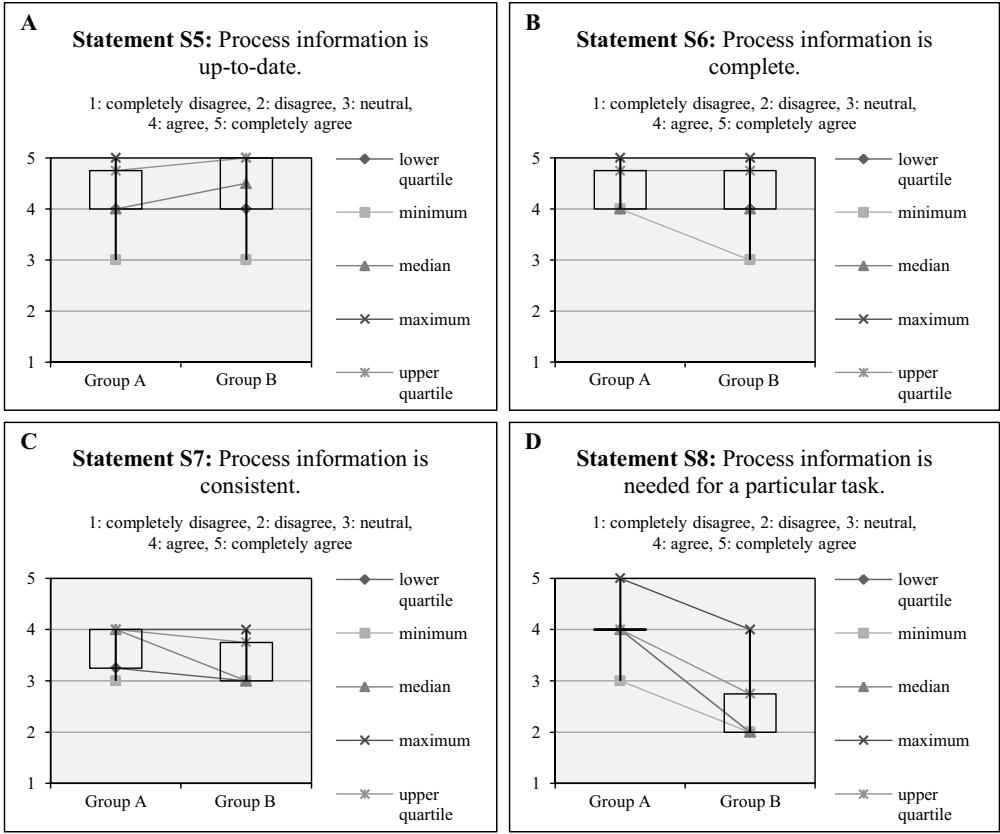 A
Statement S5: Process information is
up-to-date.
1: completely disagree, 2: disagree, 3: neutral,
4: agree, 5: completely agree
5
4
3
2
1
Group A
Group B
lower
quartile
minimum
median
maximum
upper
quartile
B
Statement S6: Process information is
complete.
1: completely disagree, 2: disagree, 3: neutral,
4: agree, 5: completely agree
5
4
3
2
1
Group A
Group B
lower
quartile
minimum
median
maximum
upper
quartile
C
Statement S7: Process information is
consistent.
1: completely disagree, 2: disagree, 3: neutral,
4: agree, 5: completely agree
5
4
3
2
1
Group A
Group B
lower
quartile
minimum
median
maximum
upper
quartile
D
Statement S8: Process information is
needed for a particular task.
1: completely disagree, 2: disagree, 3: neutral,
4: agree, 5: completely agree
5
4
3
2
1
Group A
Group B
lower
quartile
minimum
median
maximum
upper
quartile